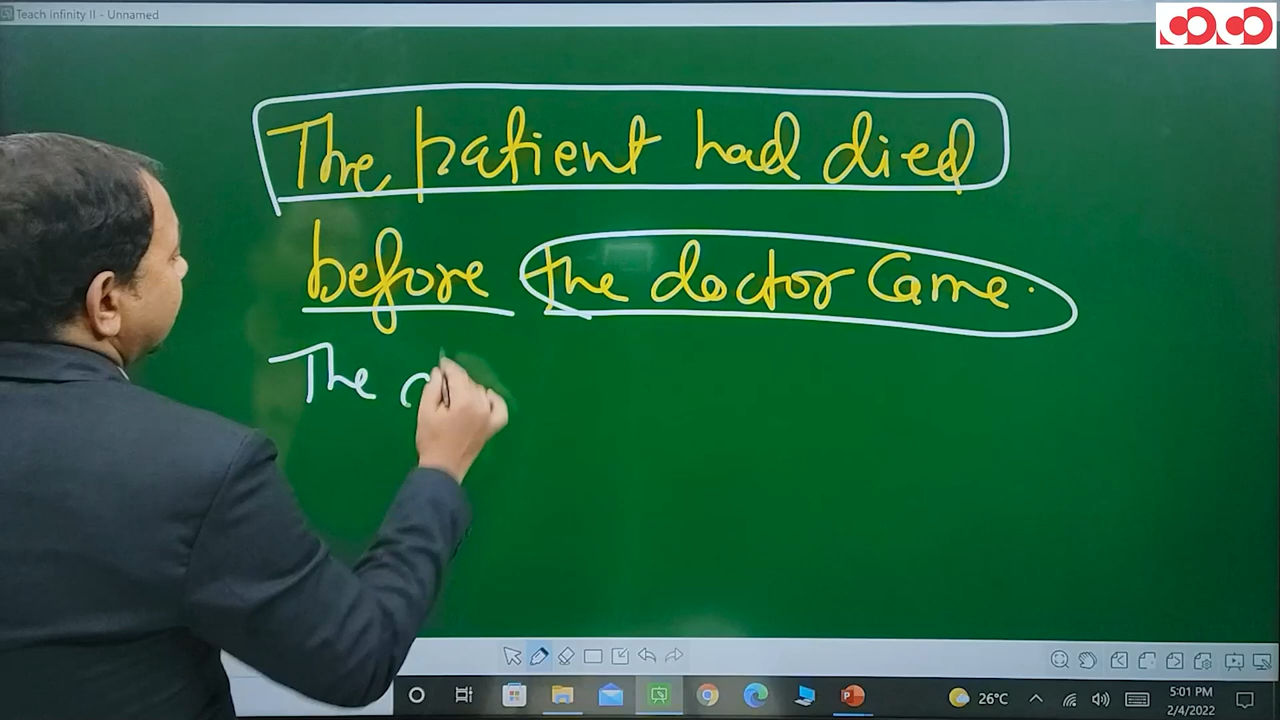 Teach Infinity II - Unnamed
The patient had died
before the doctor came.
The
26°C
5:01 PM
2/4/2022